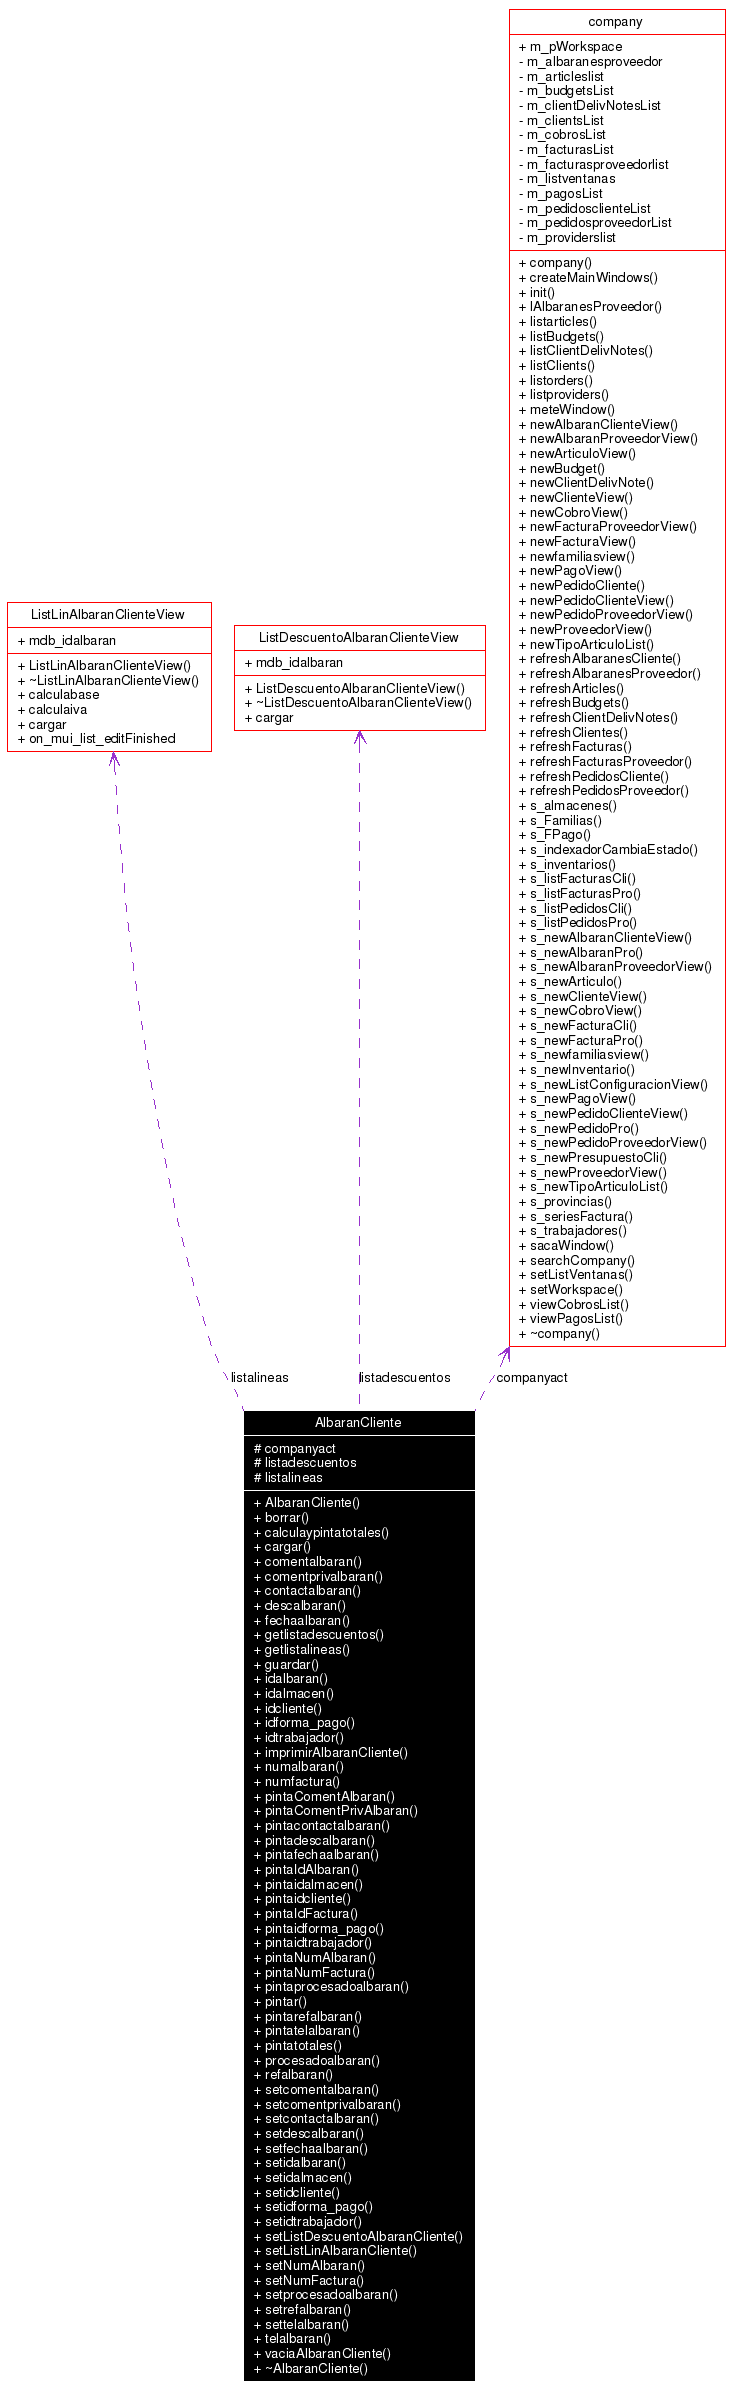 company
+ m_pWorkspace
- m_albaranesproveedor
- m_articleslist
- m_budgetsList
- m_clientDelivNotesList
- m_clientsList
- m_cobrosList
- m_facturasList
- m_facturasproveedorlist
- m_listventanas
- m_pagosList
- m_pedidosclienteList
- m_pedidosproveedorList
- m_providerslist
+ company()
+ createMainWindows()
+ init()
+ lAlbaranesProveedor()
+ listarticles()
+ listBudgets()
+ listClientDelivNotes()
+ listClients()
+ listorders()
+ listproviders()
+ meteWindow()
+ newAlbaranClienteView()
+ newAlbaranProveedorView()
+ newArticuloView()
+ newBudget()
+ newClientDelivNote()
+ newClienteView()
+ newCobroView()
+ newFacturaProveedorView()
+ newFacturaView()
+ newfamiliasview()
+ newPagoView()
+ newPedidoCliente()
+ newPedidoClienteView()
+ newPedidoProveedorView()
+ newProveedorView()
+ newTipoArticuloList()
+ refreshAlbaranesCliente()
+ refreshAlbaranesProveedor()
+ refreshArticles()
+ refreshBudgets()
+ refreshClientDelivNotes()
+ refreshClientes()
+ refreshFacturas()
+ refreshFacturasProveedor()
+ refreshPedidosCliente()
+ refreshPedidosProveedor()
+ s_almacenes()
+ s_Familias()
+ s_FPago()
+ s_indexadorCambiaEstado()
+ s_inventarios()
+ s_listFacturasCli()
+ s_listFacturasPro()
+ s_listPedidosCli()
+ s_listPedidosPro()
+ s_newAlbaranClienteView()
+ s_newAlbaranPro()
+ s_newAlbaranProveedorView()
+ s_newArticulo()
+ s_newClienteView()
+ s_newCobroView()
+ s_newFacturaCli()
+ s_newFacturaPro()
+ s_newfamiliasview()
+ s_newInventario()
+ s_newListConfiguracionView()
+ s_newPagoView()
+ s_newPedidoClienteView()
+ s_newPedidoPro()
+ s_newPedidoProveedorView()
+ s_newPresupuestoCli()
+ s_newProveedorView()
+ s_newTipoArticuloList()
+ s_provincias()
+ s_seriesFactura()
+ s_trabajadores()
+ sacaWindow()
+ searchCompany()
+ setListVentanas()
+ setWorkspace()
+ viewCobrosList()
+ viewPagosList()
+ ~company()
ListLinAlbaranClienteView
+ mdb_idalbaran
+ ListLinAlbaranClienteView()
+ ~ListLinAlbaranClienteView()
+ calculabase
+ calculaiva
+ cargar
+ on_mui_list_editFinished
ListDescuentoAlbaranClienteView
+ mdb_idalbaran
+ ListDescuentoAlbaranClienteView()
+ ~ListDescuentoAlbaranClienteView()
+ cargar
listalineas
listadescuentos
companyact
AlbaranCliente
# companyact
# listadescuentos
# listalineas
+ AlbaranCliente()
+ borrar()
+ calculaypintatotales()
+ cargar()
+ comentalbaran()
+ comentprivalbaran()
+ contactalbaran()
+ descalbaran()
+ fechaalbaran()
+ getlistadescuentos()
+ getlistalineas()
+ guardar()
+ idalbaran()
+ idalmacen()
+ idcliente()
+ idforma_pago()
+ idtrabajador()
+ imprimirAlbaranCliente()
+ numalbaran()
+ numfactura()
+ pintaComentAlbaran()
+ pintaComentPrivAlbaran()
+ pintacontactalbaran()
+ pintadescalbaran()
+ pintafechaalbaran()
+ pintaIdAlbaran()
+ pintaidalmacen()
+ pintaidcliente()
+ pintaIdFactura()
+ pintaidforma_pago()
+ pintaidtrabajador()
+ pintaNumAlbaran()
+ pintaNumFactura()
+ pintaprocesadoalbaran()
+ pintar()
+ pintarefalbaran()
+ pintatelalbaran()
+ pintatotales()
+ procesadoalbaran()
+ refalbaran()
+ setcomentalbaran()
+ setcomentprivalbaran()
+ setcontactalbaran()
+ setdescalbaran()
+ setfechaalbaran()
+ setidalbaran()
+ setidalmacen()
+ setidcliente()
+ setidforma_pago()
+ setidtrabajador()
+ setListDescuentoAlbaranCliente()
+ setListLinAlbaranCliente()
+ setNumAlbaran()
+ setNumFactura()
+ setprocesadoalbaran()
+ setrefalbaran()
+ settelalbaran()
+ telalbaran()
+ vaciaAlbaranCliente()
+ ~AlbaranCliente()